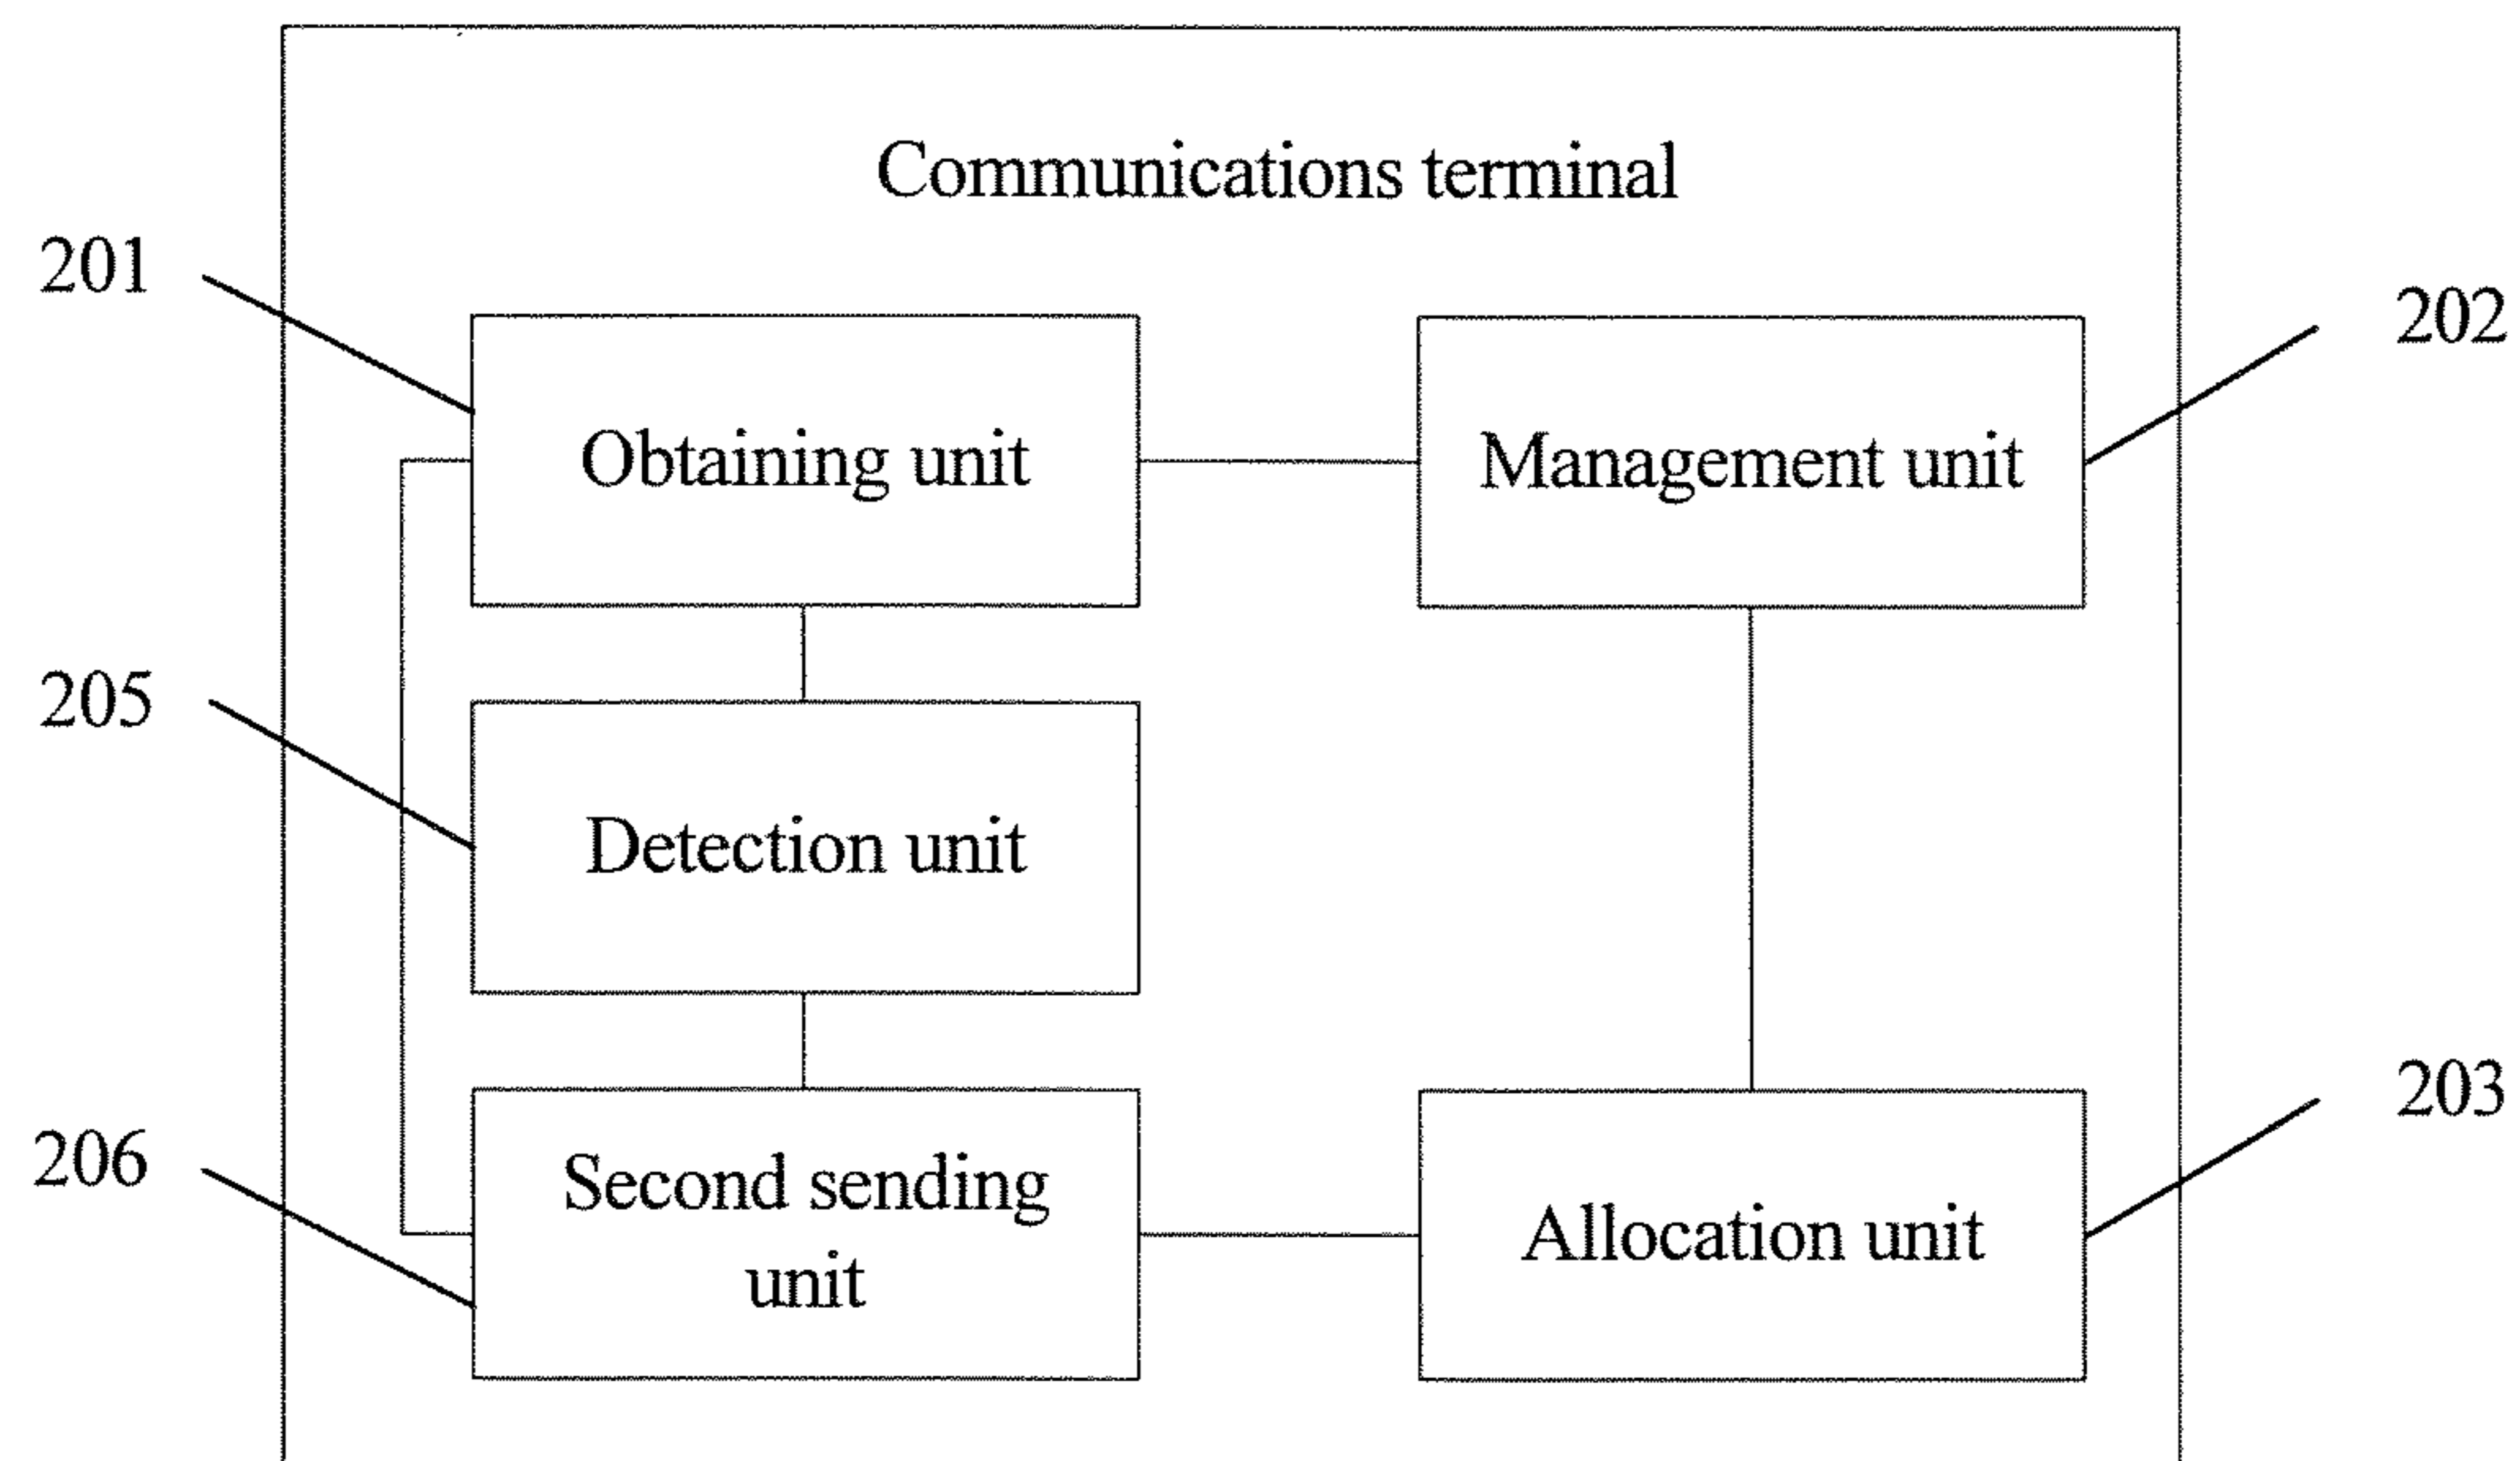 Communications terminal
201
202
Obtaining unit
Management unit
205
Detection unit
203
206
Second sending
unit
Allocation unit